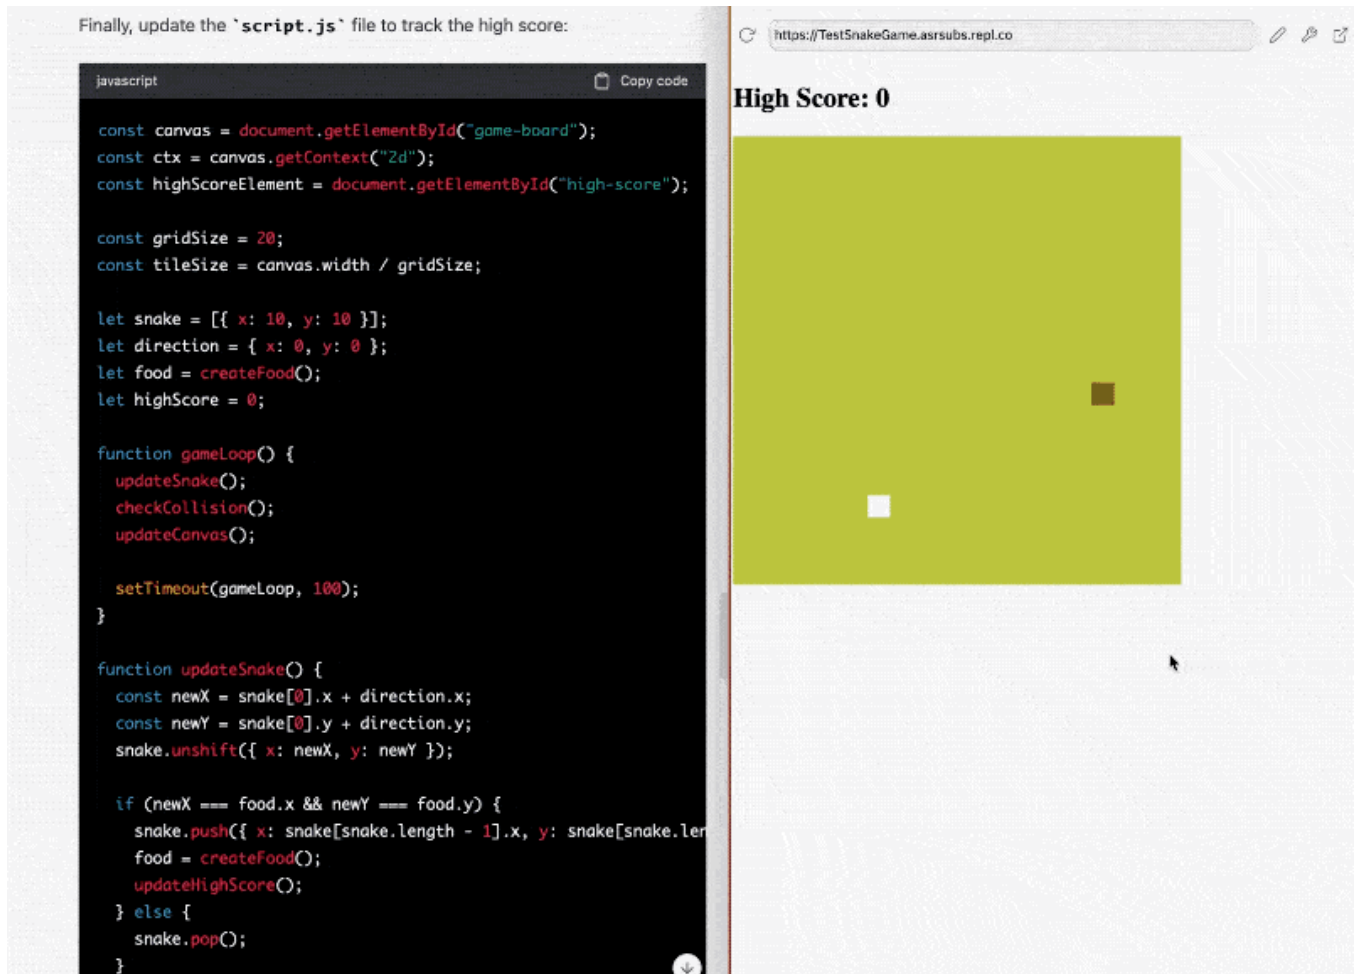 Finally, update the `script.js` file to track the high score:
javascript
Copy code
const canvas = document.getElementById("game-board");
const ctx = canvas.getContext("2d");
const highScoreElement = document.getElementById("high-score");
const gridSize = 20;
const tileSize = canvas.width / gridSize;
let snake = [{ x: 10, y: 10 }];
let direction = { x: 0, y: 0 };
let food = createFood();
let highScore = 0;
function gameLoop() {
updateSnake();
checkCollision();
updateCanvas();
setTimeout(gameLoop, 100);
}
function updateSnake() {
const newX = snake[0].x + direction.x;
const newY = snake[0].y + direction.y;
snake.unshift({ x: newX, y: newY });
if (newX === food.x && newY === food.y) {
snake.push({ x: snake[snake.length - 1].x, y: snake[snake.ler
food = createFood();
updateHighScore();
} else {
snake.pop();
}
https://TestSnakeGame.asrsubs.repl.co
High Score: 0